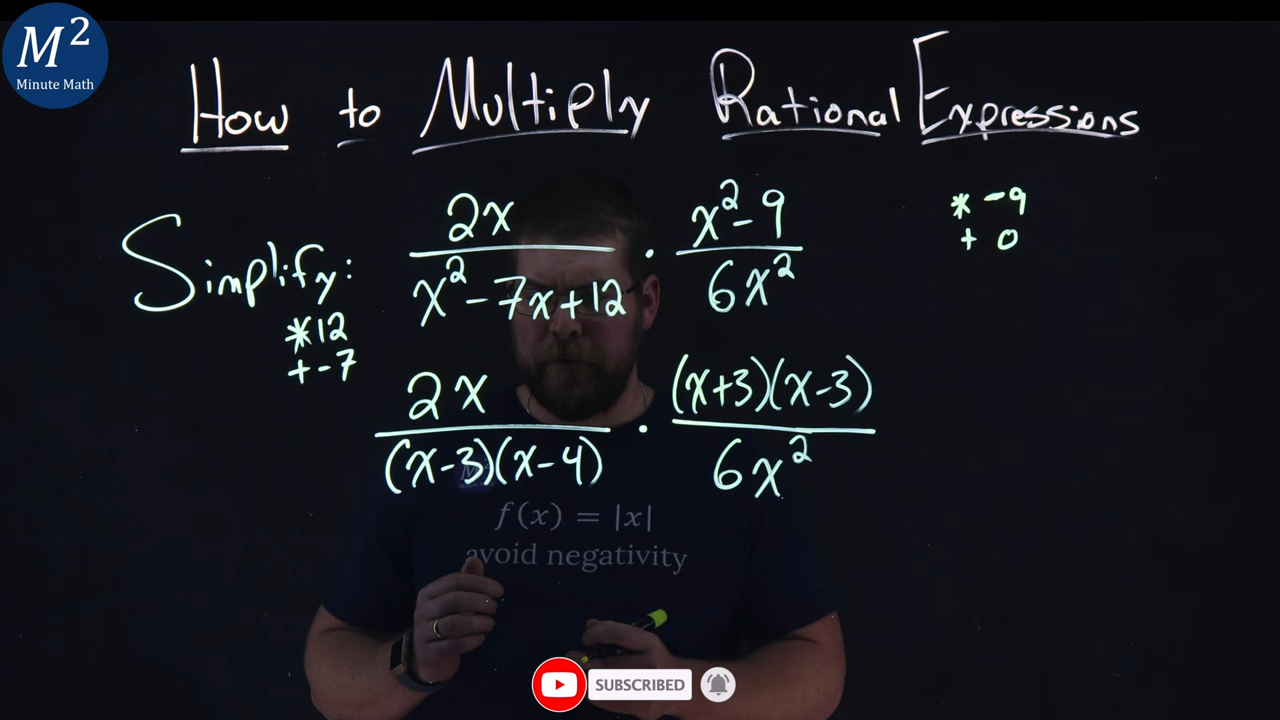 M²
Minute Math
How to Multiply Rational Expressions
Simplify: 2x / x² - 7x + 12 · x² - 9 / 6x²
* -9
+ 0
* 12
+ -7
2x / (x-3)(x-4) · (x+3)(x-3) / 6x²
f(x) = |x|
avoid negativity
SUBSCRIBED